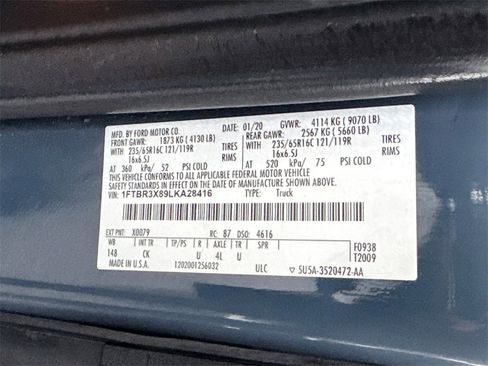 MFD. BY FORD MOTOR CO.
DATE: 01/20 GVWR: 4114 KG ( 9070 LB)
FRONT GAWR: 1873 KG ( 4130 LB)
REAR GAWR: 2567 KG ( 5660 LB)
WITH 235/65R16C 121/119R TIRES
WITH 235/65R16C 121/119R TIRES
16x6.5J RIMS
16x6.5J RIMS
AT 360 kPa/ 52 PSI COLD
AT 520 kPa/ 75 PSI COLD
THIS VEHICLE CONFORMS TO ALL APPLICABLE FEDERAL MOTOR VEHICLE SAFETY
STANDARDS IN EFFECT ON THE DATE OF MANUFACTURE SHOWN ABOVE.
VIN: 1FTBR3X89LKA28416 TYPE: Truck
EXT PNT: X0079 RC: 87 DSO: 4616
WB INT TR TP/PS R AXLE TR SPR
148 CK U 4L U
F0938
T2009
MADE IN U.S.A. 1202001256032 ULC 5U5A-3520472-AA